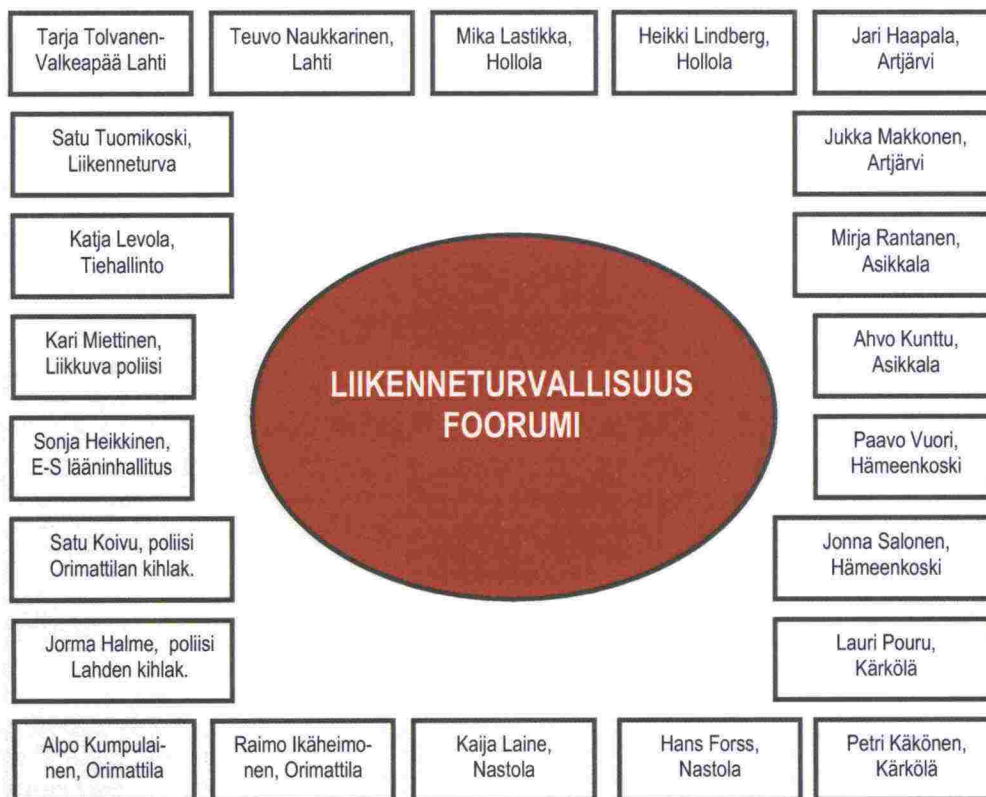 Tarja Tolvanen-
Valkeapää Lahti
Teuvo Naukkarinen,
Lahti
Mika Lastikka,
Hollola
Heikki Lindberg,
Hollola
Jari Haapala,
Artjärvi
Satu Tuomikoski,
Liikenneturva
Jukka Makkonen,
Artjärvi
Katja Levola,
Tiehallinto
Mirja Rantanen,
Asikkala
Kari Miettinen,
Liikkuva poliisi
Ahvo Kunttu,
Asikkala
LIIKENNETURVALLISUUS
FOORUMI
Sonja Heikkinen,
E-S lääninhallitus
Paavo Vuori,
Hämeenkoski
Satu Koivu, poliisi
Orimattilan kihlak.
Jonna Salonen,
Hämeenkoski
Jorma Halme, poliisi
Lahden kihlak.
Lauri Pouru,
Kärkölä
Alpo Kumpulai-
nen, Orimattila
Raimo Ikäheimo-
nen, Orimattila
Kaija Laine,
Nastola
Hans Forss,
Nastola
Petri Käkönen,
Kärkölä